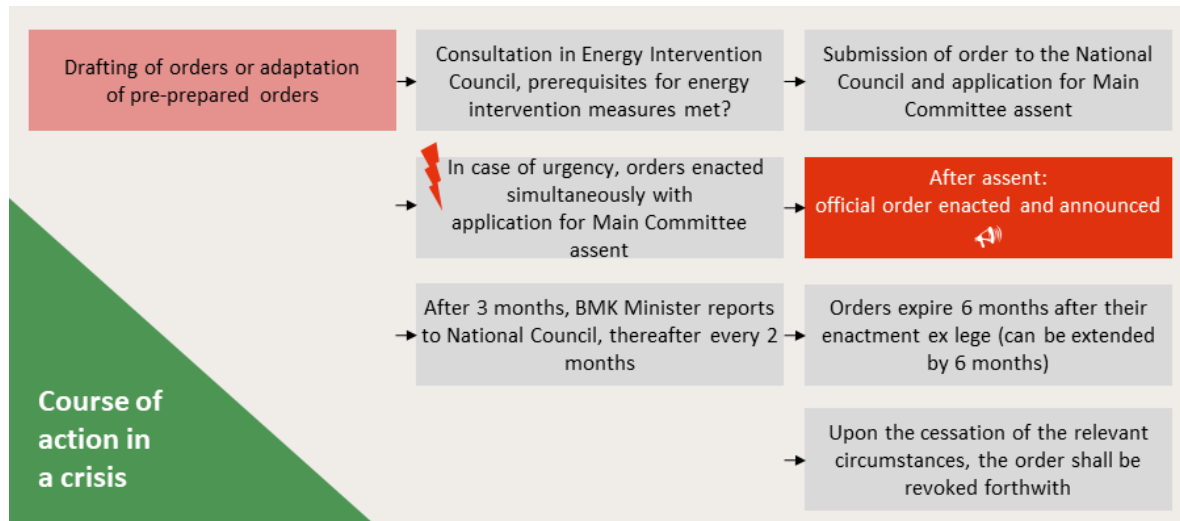 Drafting of orders or adaptation
of pre-prepared orders
Consultation in Energy Intervention
Council, prerequisites for energy
intervention measures met?
Submission of order to the National
Council and application for Main
Committee assent
In case of urgency, orders enacted
simultaneously with
application for Main Committee
assent
After assent:
official order enacted and announced
After 3 months, BMK Minister reports
to National Council, thereafter every 2
months
Orders expire 6 months after their
enactment ex lege (can be extended
by 6 months)
Upon the cessation of the relevant
circumstances, the order shall be
revoked forthwith
Course of
action in
a crisis